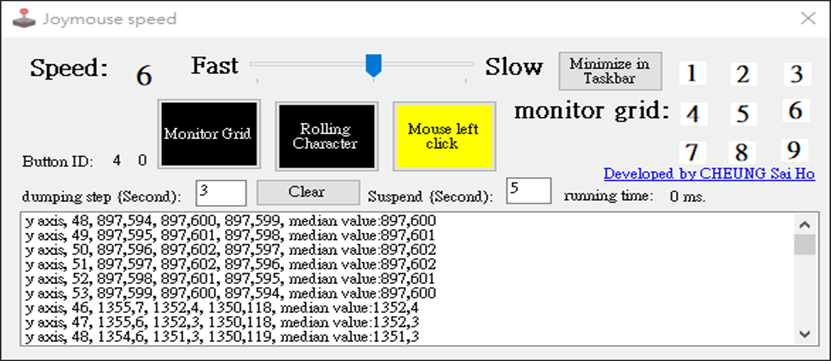 Joymouse speed
Speed: 6 Fast Slow Minimize in Taskbar 1 2 3
monitor grid: 4 5 6
Monitor Grid Rolling Character Mouse left click
Button ID: 4 0 7 8 9
Developed by CHEUNG Sai Ho
dumping step (Second): 3 Clear Suspend (Second): 5 running time: 0 ms.
y axis, 48, 897,594, 897,600, 897,599, median value:897,600
y axis, 49, 897,595, 897,601, 897,598, median value:897,601
y axis, 50, 897,596, 897,602, 897,597, median value:897,602
y axis, 51, 897,597, 897,602, 897,596, median value:897,602
y axis, 52, 897,598, 897,601, 897,595, median value:897,601
y axis, 53, 897,599, 897,600, 897,594, median value:897,600
y axis, 46, 1355,7, 1352,4, 1350,118, median value:1352,4
y axis, 47, 1355,6, 1352,3, 1350,118, median value:1352,3
y axis, 48, 1354,6, 1351,3, 1350,119, median value:1351,3